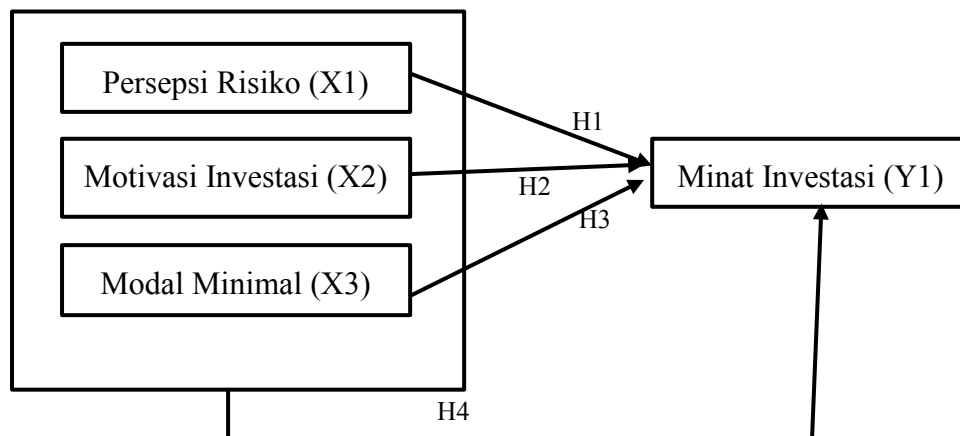 Persepsi Risiko (X1)
H1
Motivasi Investasi (X2)
H2
Minat Investasi (Y1)
H3
Modal Minimal (X3)
H4